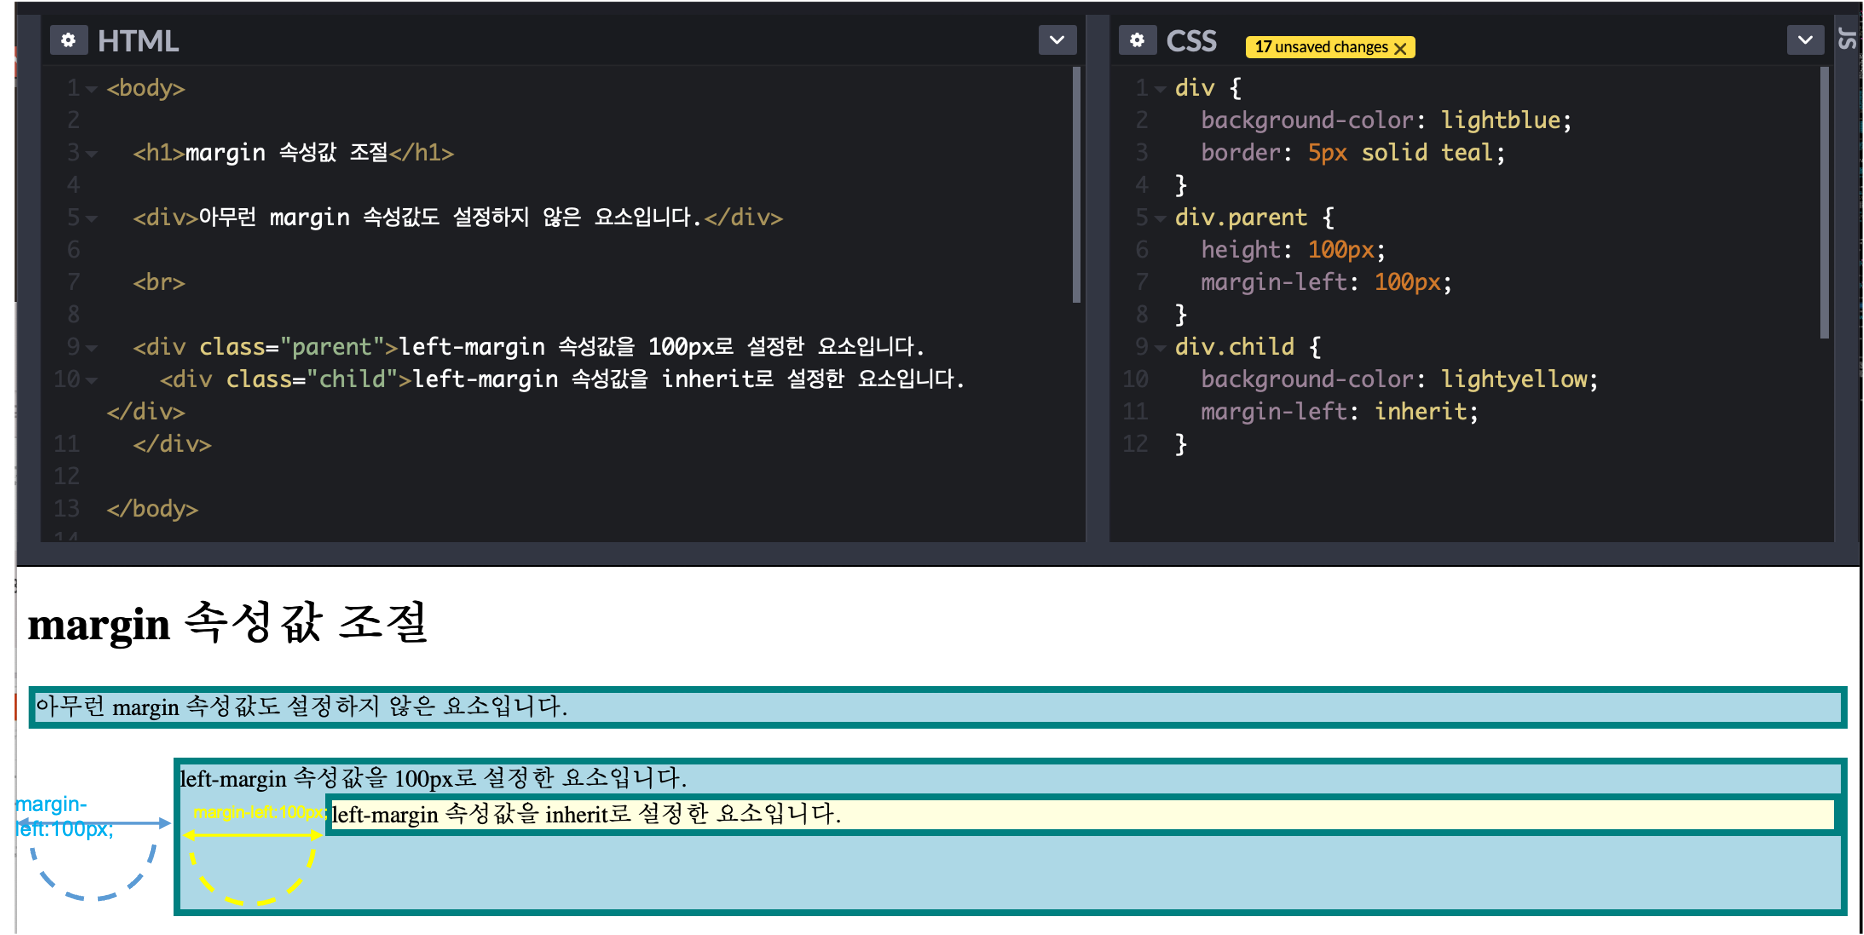 HTML
1 <body>
2
3 <h1>margin 속성값 조절</h1>
4
5 <div>아무런 margin 속성값도 설정하지 않은 요소입니다.</div>
6
7 <br>
8
9 <div class="parent">left-margin 속성값을 100px로 설정한 요소입니다.
10 <div class="child">left-margin 속성값을 inherit로 설정한 요소입니다.
</div>
11 </div>
12
13 </body>
14
CSS 17 unsaved changes
1 div {
2 background-color: lightblue;
3 border: 5px solid teal;
4 }
5 div.parent {
6 height: 100px;
7 margin-left: 100px;
8 }
9 div.child {
10 background-color: lightyellow;
11 margin-left: inherit;
12 }
JS
margin 속성값 조절
아무런 margin 속성값도 설정하지 않은 요소입니다.
left-margin 속성값을 100px로 설정한 요소입니다.
margin-
left:100px;
margin-left:100px;
left-margin 속성값을 inherit로 설정한 요소입니다.